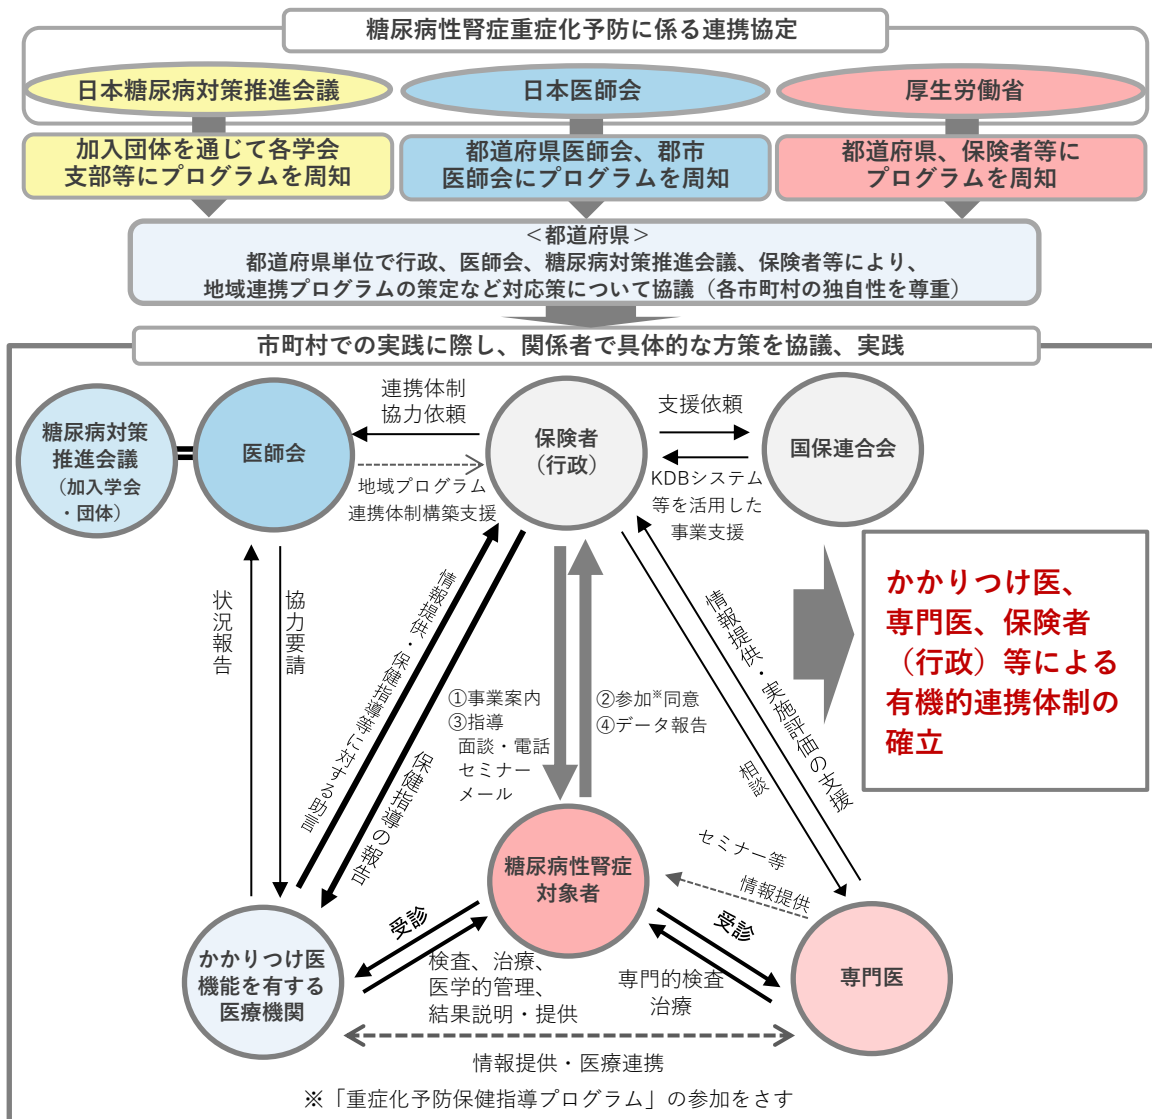 糖尿病性腎症重症化予防に係る連携協定
日本糖尿病対策推進会議
日本医師会
厚生労働省
加入団体を通じて各学会
支部等にプログラムを周知
都道府県医師会、郡市
医師会にプログラムを周知
都道府県、保険者等に
プログラムを周知
＜都道府県＞
都道府県単位で行政、医師会、糖尿病対策推進会議、保険者等により、
地域連携プログラムの策定など対応策について協議（各市町村の独自性を尊重）
市町村での実践に際し、関係者で具体的な方策を協議、実践
糖尿病対策
推進会議
（加入学会
・団体）
医師会
連携体制
協力依頼
地域プログラム
連携体制構築支援
保険者
（行政）
支援依頼
KDBシステム
等を活用した
事業支援
国保連合会
かかりつけ医、
専門医、保険者
（行政）等による
有機的連携体制の
確立
状況報告
協力要請
情報提供・保健指導等に対する助言
保健指導の報告
①事業案内
③指導
面談・電話
セミナー
メール
②参加※同意
④データ報告
情報提供・実施評価の支援
相談
セミナー等
情報提供
糖尿病性腎症
対象者
かかりつけ医
機能を有する
医療機関
受診
検査、治療、
医学的管理、
結果説明・提供
受診
専門的検査
治療
専門医
情報提供・医療連携
※「重症化予防保健指導プログラム」の参加をさす